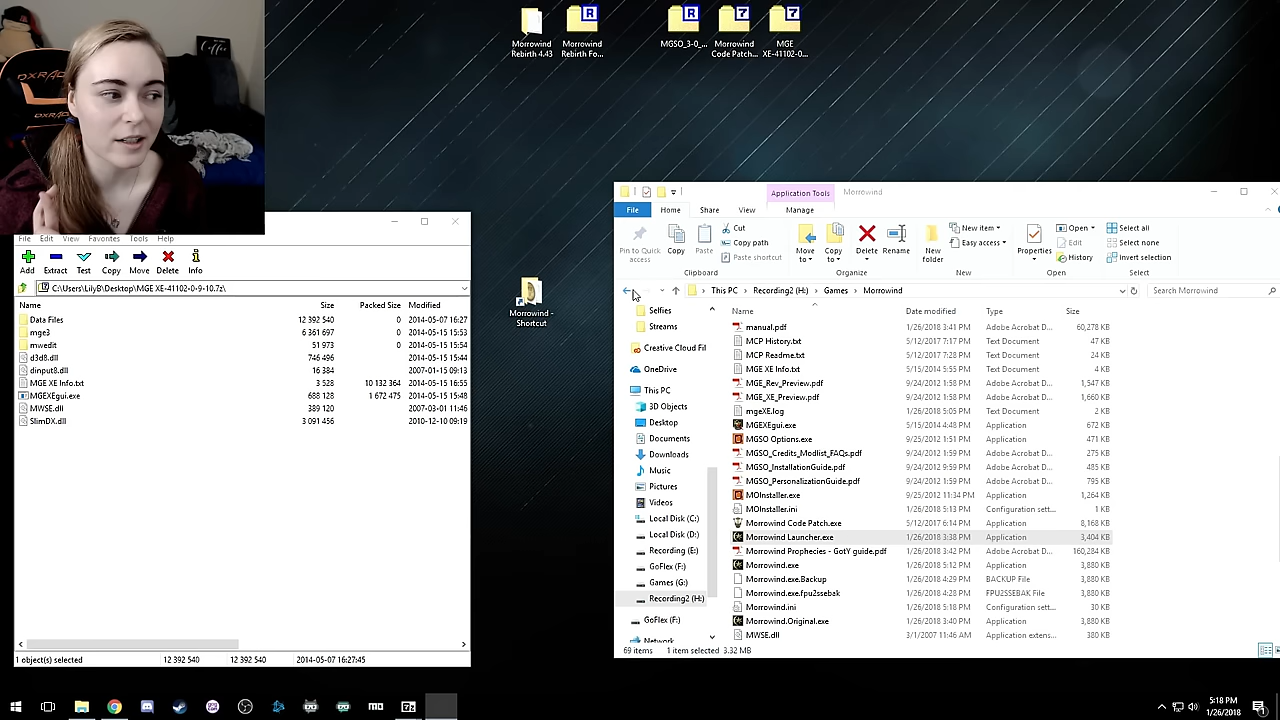 DXRACER
Coffee
Morrowind
Rebirth 4.43
Morrowind
Rebirth Fo...
MGSO_3-0_...
Morrowind
Code Patch...
MGE
XE-41102-0...
Morrowind -
Shortcut
File Edit View Favorites Tools Help
Add Extract Test Copy Move Delete Info
C:\Users\LilyB\Desktop\MGE XE-41102-0-9-10.7z\
Name Size Packed Size Modified
Data Files 12 392 540 0 2014-05-07 16:27
mge3 6 361 697 0 2014-05-15 15:53
mwedit 51 973 0 2014-05-15 15:54
d3d8.dll 746 496 2014-05-15 15:44
dinput8.dll 16 384 2007-01-15 09:13
MGE XE Info.txt 3 528 10 132 364 2014-05-15 16:55
MGEXEgui.exe 688 128 1 672 475 2014-05-15 15:48
MWSE.dll 389 120 2007-03-01 11:46
SlimDX.dll 3 091 456 2010-12-10 09:19
1 object(s) selected 12 392 540 12 392 540 2014-05-07 16:27:45
Application Tools Morrowind
File Home Share View Manage
Pin to Quick
access
Copy
Paste
Cut
Copy path
Paste shortcut
Move
to
Copy
to
Delete
Rename
New
folder
New item
Easy access
Properties
Open
Edit
History
Select all
Select none
Invert selection
Clipboard Organize New Open Select
This PC Recording2 (H:) Games Morrowind
Search Morrowind
Selfies
Streams
Creative Cloud Fil
OneDrive
This PC
3D Objects
Desktop
Documents
Downloads
Music
Pictures
Videos
Local Disk (C:)
Local Disk (D:)
Recording (E:)
GoFlex (F:)
Games (G:)
Recording2 (H:)
GoFlex (F:)
Network
Name Date modified Type Size
manual.pdf 1/26/2018 3:41 PM Adobe Acrobat D... 60,278 KB
MCP History.txt 5/12/2017 7:17 PM Text Document 47 KB
MCP Readme.txt 5/12/2017 7:28 PM Text Document 24 KB
MGE XE Info.txt 5/15/2014 5:55 PM Text Document 4 KB
MGE_Rev_Preview.pdf 9/24/2012 1:58 PM Adobe Acrobat D... 1,547 KB
MGE_XE_Preview.pdf 9/24/2012 1:58 PM Adobe Acrobat D... 1,660 KB
mgeXE.log 1/26/2018 5:05 PM Text Document 2 KB
MGEXEgui.exe 5/15/2014 4:48 PM Application 672 KB
MGSO Options.exe 9/25/2012 1:51 PM Application 471 KB
MGSO_Credits_Modlist_FAQs.pdf 9/24/2012 1:59 PM Adobe Acrobat D... 275 KB
MGSO_InstallationGuide.pdf 9/24/2012 9:59 PM Adobe Acrobat D... 485 KB
MGSO_PersonalizationGuide.pdf 9/24/2012 1:59 PM Adobe Acrobat D... 795 KB
MOInstaller.exe 9/25/2012 11:34 PM Application 1,264 KB
MOInstaller.ini 1/26/2018 5:13 PM Configuration sett... 1 KB
Morrowind Code Patch.exe 5/12/2017 6:14 PM Application 8,168 KB
Morrowind Launcher.exe 1/26/2018 3:38 PM Application 3,404 KB
Morrowind Prophecies - GotY guide.pdf 1/26/2018 3:42 PM Adobe Acrobat D... 160,284 KB
Morrowind.exe 1/26/2018 5:12 PM Application 3,880 KB
Morrowind.exe.Backup 1/26/2018 4:29 PM BACKUP File 3,880 KB
Morrowind.exe.fpu2ssebak 1/26/2018 4:28 PM FPU2SSEBAK File 3,880 KB
Morrowind.ini 1/26/2018 5:18 PM Configuration sett... 30 KB
Morrowind.Original.exe 1/26/2018 3:40 PM Application 3,880 KB
MWSE.dll 3/1/2007 11:46 AM Application extens... 380 KB
69 items 1 item selected 3.32 MB
5:18 PM
1/26/2018